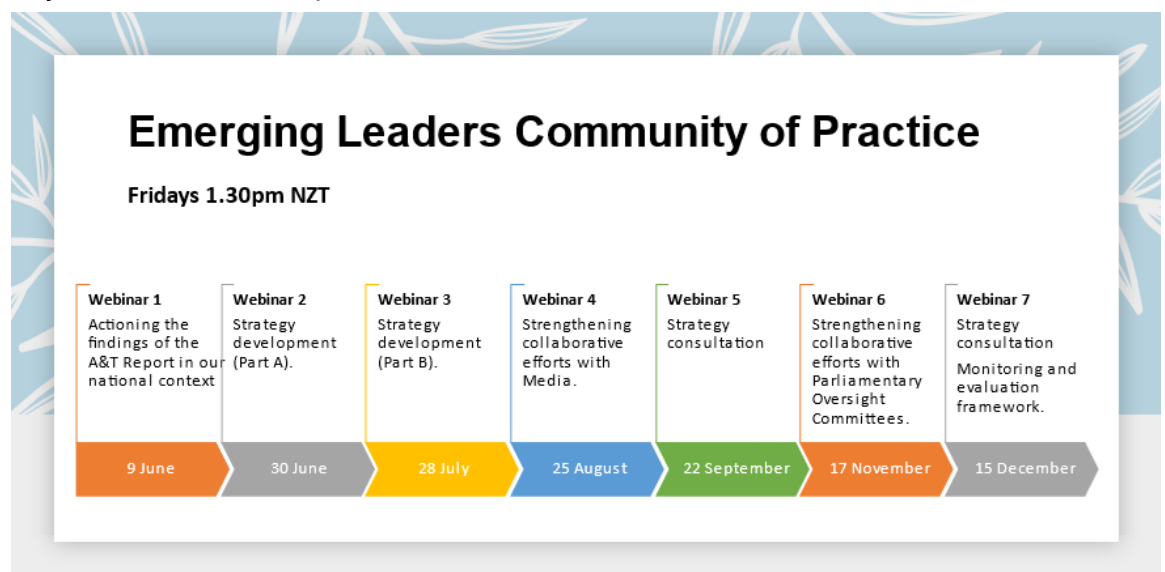 Emerging Leaders Community of Practice
Fridays 1.30pm NZT
Webinar 1
Actioning the
findings of the
A&T Report in our
national context
Webinar 2
Strategy
development
(Part A).
Webinar 3
Strategy
development
(Part B).
Webinar 4
Strengthening
collaborative
efforts with
Media.
Webinar 5
Strategy
consultation
Webinar 6
Strengthening
collaborative
efforts with
Parliamentary
Oversight
Committees.
Webinar 7
Strategy
consultation
Monitoring and
evaluation
framework.
9 June
30 June
28 July
25 August
22 September
17 November
15 December